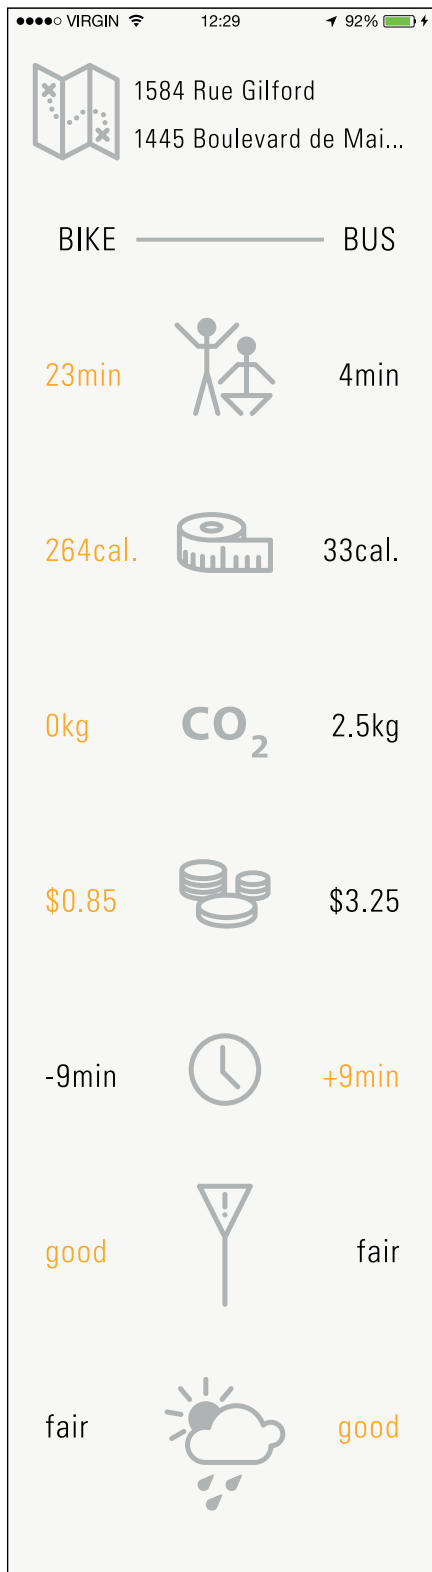 VIRGIN 12:29 92%
1584 Rue Gilford
1445 Boulevard de Mai...
BIKE BUS
23min 4min
264cal. 33cal.
0kg CO2 2.5kg
$0.85 $3.25
-9min +9min
good ! fair
fair good